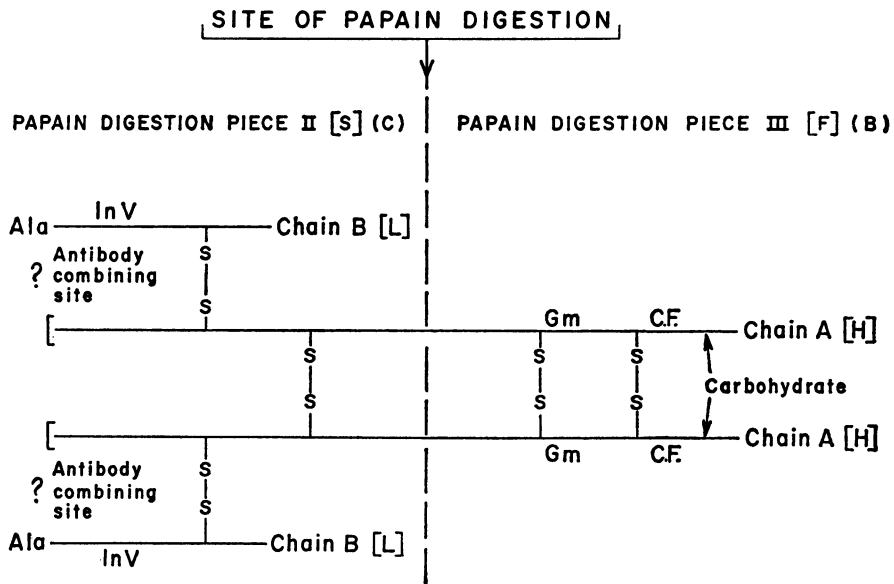 SITE OF PAPAIN DIGESTION
PAPAIN DIGESTION PIECE II [S] (C)
PAPAIN DIGESTION PIECE III [F] (B)
InV
Ala
Chain B [L]
S
S
? Antibody
combining
site
[
Gm
C.F.
Chain A [H]
S
S
S
S
S
S
Carbohydrate
[
Chain A [H]
Gm
C.F.
S
S
? Antibody
combining
site
Ala
InV
Chain B [L]